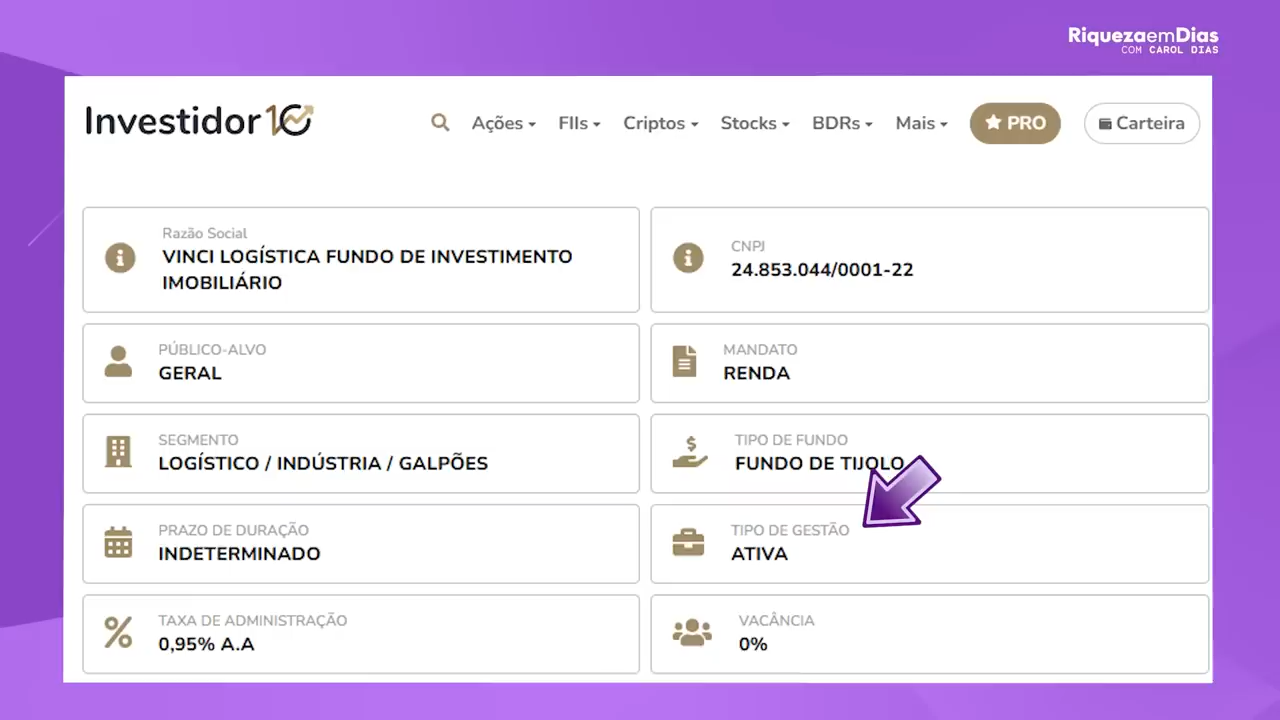 RiquezaemDias
COM CAROL DIAS
Investidor10
Ações
FIIs
Criptos
Stocks
BDRs
Mais
PRO
Carteira
Razão Social
VINCI LOGÍSTICA FUNDO DE INVESTIMENTO
IMOBILIÁRIO
CNPJ
24.853.044/0001-22
PÚBLICO-ALVO
GERAL
MANDATO
RENDA
SEGMENTO
LOGÍSTICO / INDÚSTRIA / GALPÕES
TIPO DE FUNDO
FUNDO DE TIJOLO
PRAZO DE DURAÇÃO
INDETERMINADO
TIPO DE GESTÃO
ATIVA
TAXA DE ADMINISTRAÇÃO
0,95% A.A
VACÂNCIA
0%